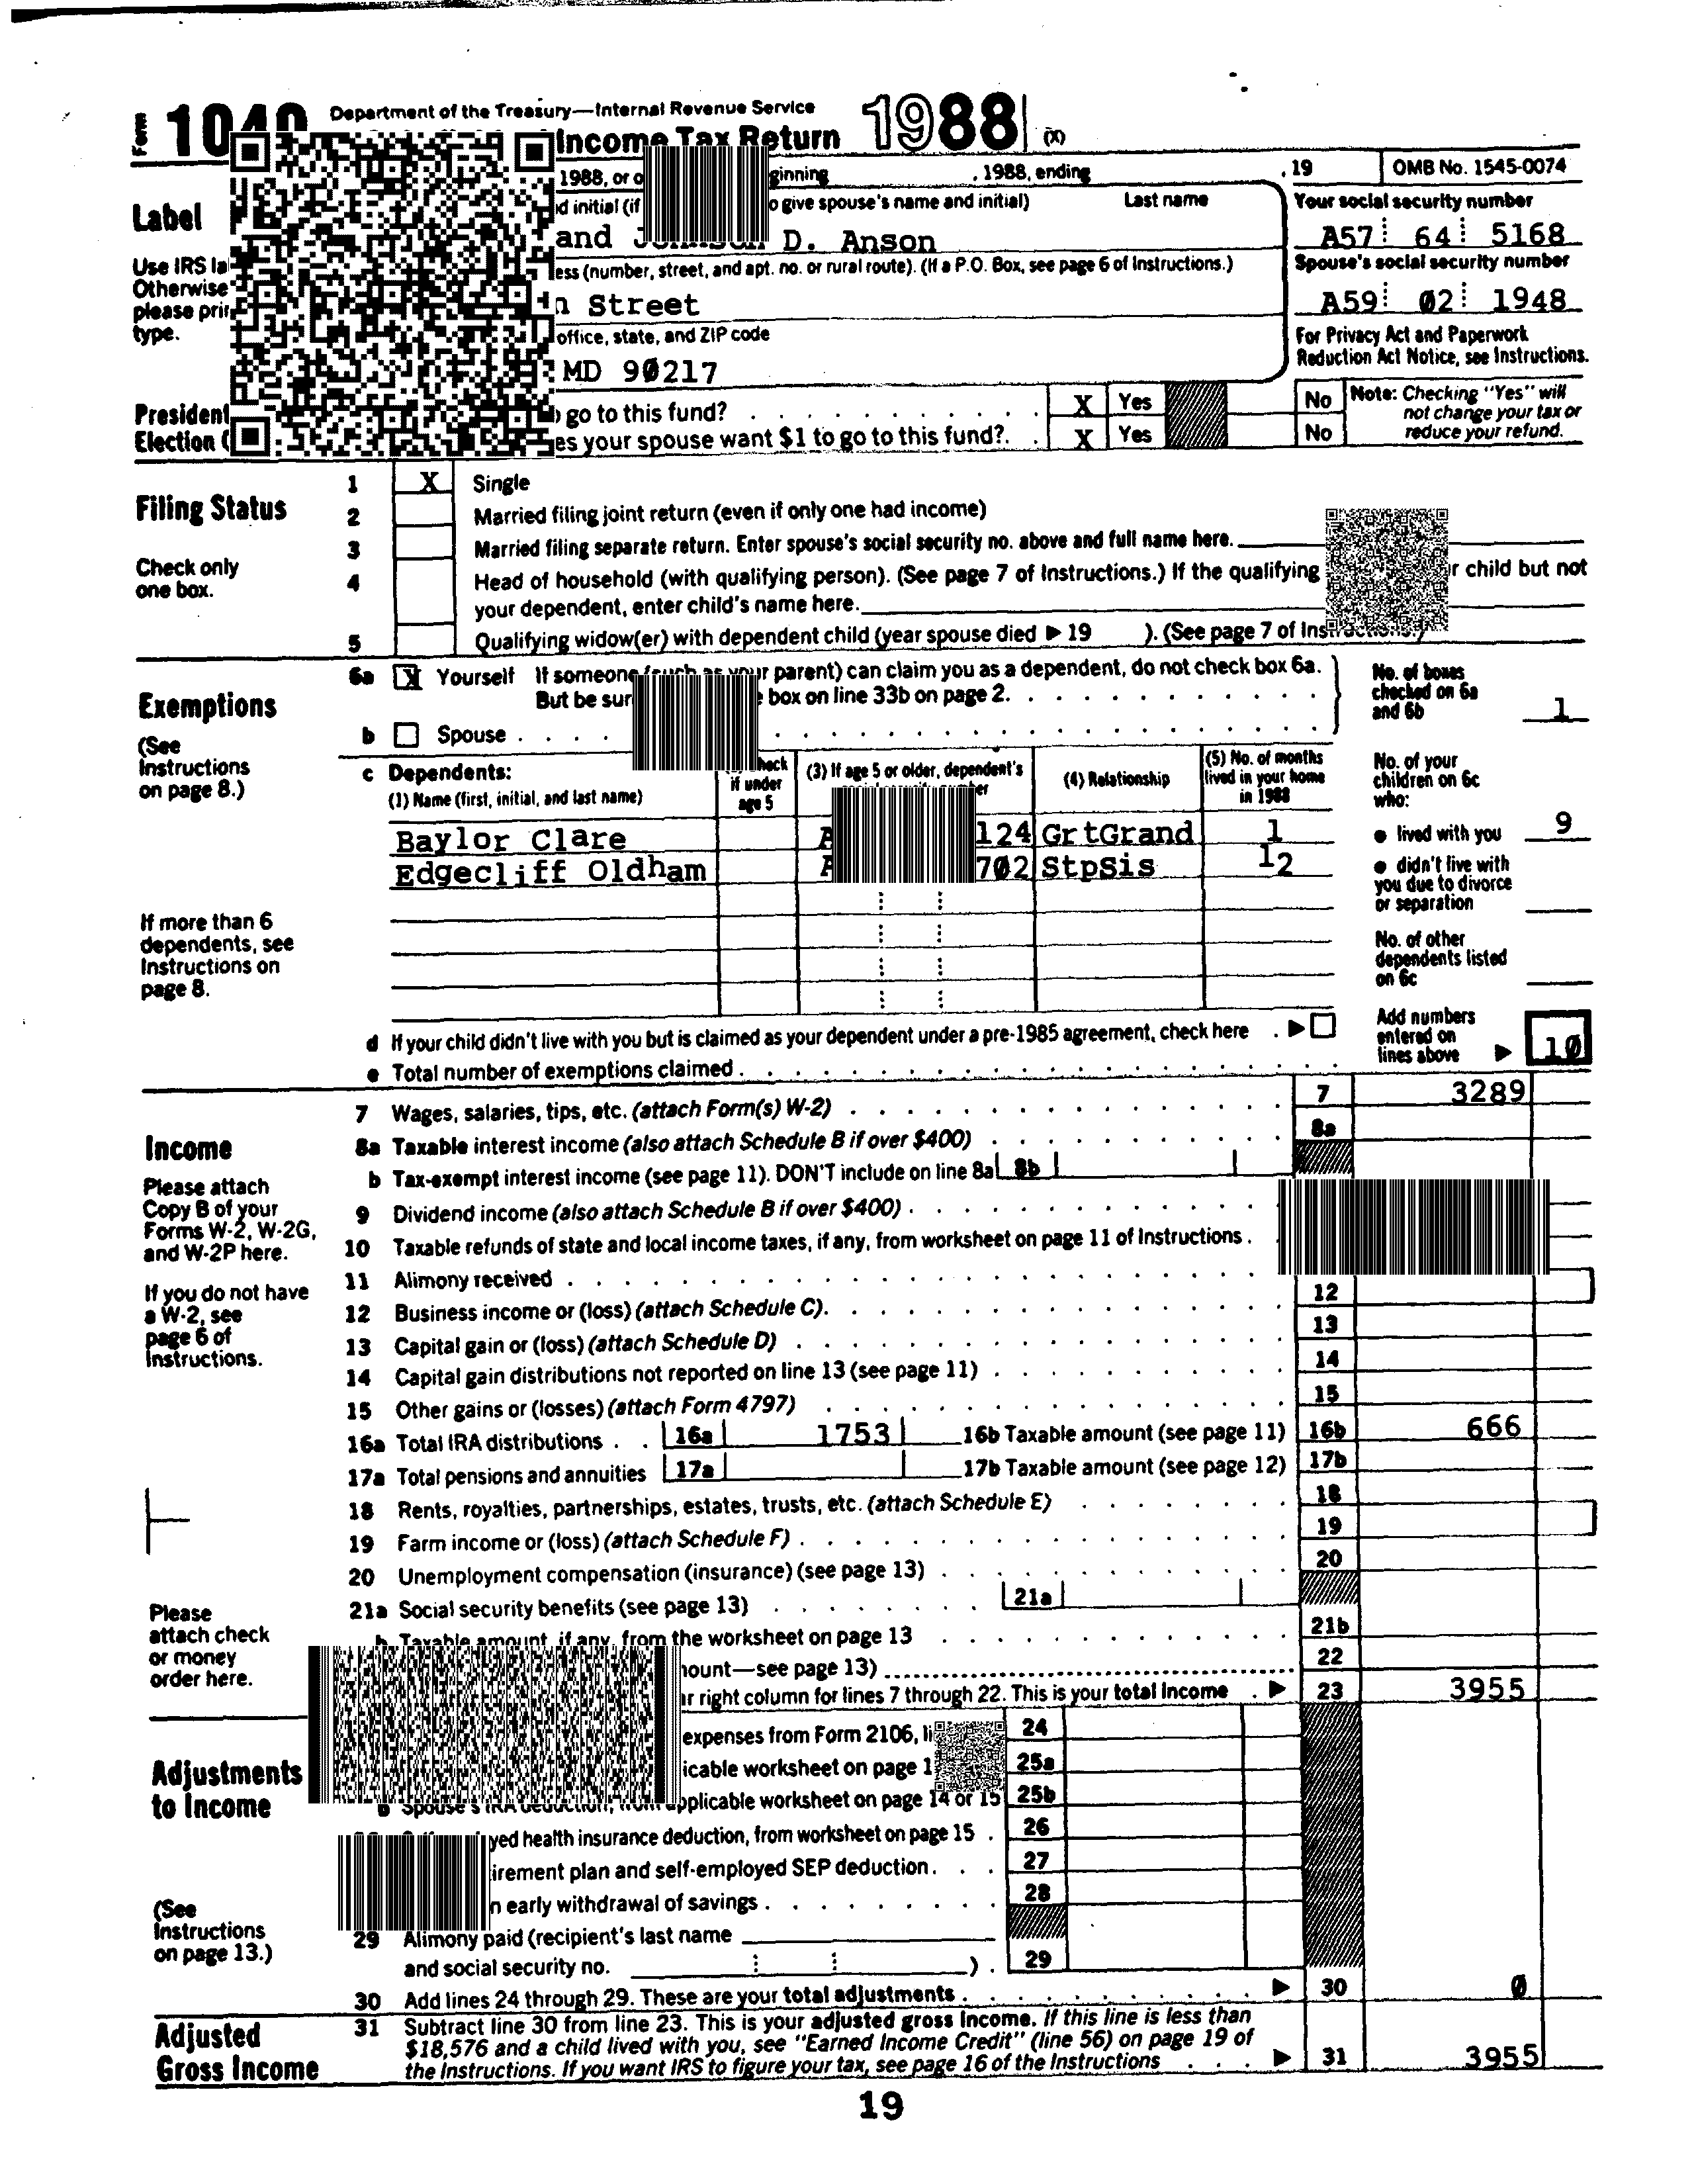 Form 1040 Department of the Treasury—Internal Revenue Service
Income Tax Return 1988 (X)
1988, or o ginning , 1988, ending , 19 OMB No. 1545-0074
Label
Use IRS la
Otherwise
please prin
type.
d initial (if o give spouse's name and initial) Last name
and D. Anson
ess (number, street, and apt. no. or rural route). (If a P.O. Box, see page 6 of Instructions.)
n Street
office, state, and ZIP code
MD 90217
Your social security number
A57 64 5168
Spouse's social security number
A59 02 1948
For Privacy Act and Paperwork
Reduction Act Notice, see Instructions.
President
Election
go to this fund? X Yes No
es your spouse want $1 to go to this fund? X Yes No
Note: Checking "Yes" will
not change your tax or
reduce your refund.
Filing Status
Check only
one box.
1 X Single
2 Married filing joint return (even if only one had income)
3 Married filing separate return. Enter spouse's social security no. above and full name here.
4 Head of household (with qualifying person). (See page 7 of Instructions.) If the qualifying r child but not
your dependent, enter child's name here.
5 Qualifying widow(er) with dependent child (year spouse died ▶ 19 ). (See page 7 of Instructions.)
Exemptions
(See
Instructions
on page 8.)
6a X Yourself If someone (such as your parent) can claim you as a dependent, do not check box 6a.
But be sur box on line 33b on page 2.
b Spouse
No. of boxes
checked on 6a
and 6b 1
c Dependents:
(1) Name (first, initial, and last name)
heck
if under
age 5
(3) If age 5 or older, dependent's
er
(4) Relationship
(5) No. of months
lived in your home
in 1988
Baylor Clare A 124 GrtGrand 1
Edgecliff Oldham A 702 StpSis 12
No. of your
children on 6c
who:
● lived with you 9
● didn't live with
you due to divorce
or separation
No. of other
dependents listed
on 6c
If more than 6
dependents, see
Instructions on
page 8.
d If your child didn't live with you but is claimed as your dependent under a pre-1985 agreement, check here ▶
e Total number of exemptions claimed
Add numbers
entered on
lines above ▶ 10
Income
Please attach
Copy B of your
Forms W-2, W-2G,
and W-2P here.
If you do not have
a W-2, see
page 6 of
Instructions.
7 Wages, salaries, tips, etc. (attach Form(s) W-2) 7 3289
8a Taxable interest income (also attach Schedule B if over $400) 8a
b Tax-exempt interest income (see page 11). DON'T include on line 8a 8b
9 Dividend income (also attach Schedule B if over $400)
10 Taxable refunds of state and local income taxes, if any, from worksheet on page 11 of Instructions
11 Alimony received
12 Business income or (loss) (attach Schedule C) 12
13 Capital gain or (loss) (attach Schedule D) 13
14 Capital gain distributions not reported on line 13 (see page 11) 14
15 Other gains or (losses) (attach Form 4797) 15
16a Total IRA distributions 16a 1753 16b Taxable amount (see page 11) 16b 666
17a Total pensions and annuities 17a 17b Taxable amount (see page 12) 17b
18 Rents, royalties, partnerships, estates, trusts, etc. (attach Schedule E) 18
19 Farm income or (loss) (attach Schedule F) 19
20 Unemployment compensation (insurance) (see page 13) 20
21a Social security benefits (see page 13) 21a
b Taxable amount, if any, from the worksheet on page 13 21b
ount—see page 13) 22
r right column for lines 7 through 22. This is your total income ▶ 23 3955
Please
attach check
or money
order here.
Adjustments
to Income
(See
Instructions
on page 13.)
expenses from Form 2106, li 24
icable worksheet on page 1 25a
b Spouse's IRA deduction, from applicable worksheet on page 14 or 15 25b
yed health insurance deduction, from worksheet on page 15 26
irement plan and self-employed SEP deduction 27
n early withdrawal of savings 28
29 Alimony paid (recipient's last name
and social security no. ) 29
30 Add lines 24 through 29. These are your total adjustments ▶ 30 0
Adjusted
Gross Income
31 Subtract line 30 from line 23. This is your adjusted gross income. If this line is less than
$18,576 and a child lived with you, see "Earned Income Credit" (line 56) on page 19 of
the Instructions. If you want IRS to figure your tax, see page 16 of the Instructions ▶ 31 3955
19